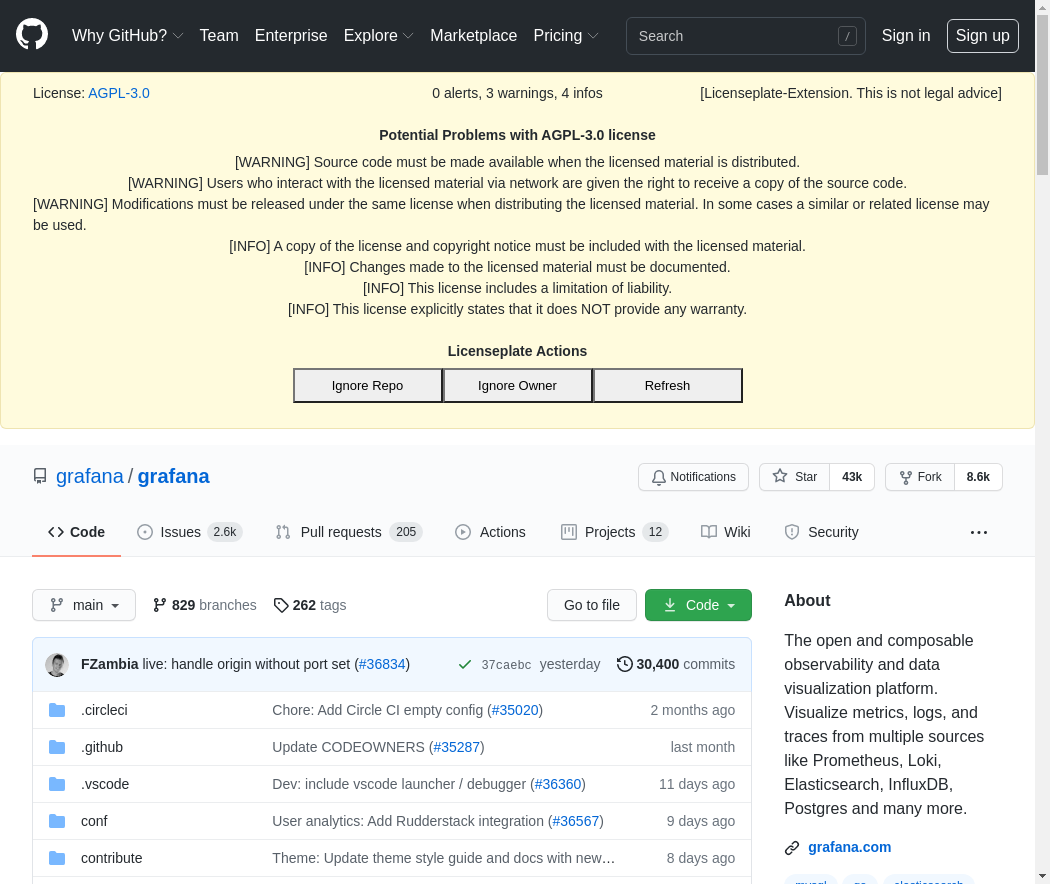 Why GitHub? Team Enterprise Explore Marketplace Pricing Search / Sign in Sign up
License: AGPL-3.0 0 alerts, 3 warnings, 4 infos [Licenseplate-Extension. This is not legal advice]
Potential Problems with AGPL-3.0 license
[WARNING] Source code must be made available when the licensed material is distributed.
[WARNING] Users who interact with the licensed material via network are given the right to receive a copy of the source code.
[WARNING] Modifications must be released under the same license when distributing the licensed material. In some cases a similar or related license may
be used.
[INFO] A copy of the license and copyright notice must be included with the licensed material.
[INFO] Changes made to the licensed material must be documented.
[INFO] This license includes a limitation of liability.
[INFO] This license explicitly states that it does NOT provide any warranty.
Licenseplate Actions
Ignore Repo Ignore Owner Refresh
grafana / grafana Notifications Star 43k Fork 8.6k
Code Issues 2.6k Pull requests 205 Actions Projects 12 Wiki Security ...
main 829 branches 262 tags Go to file Code
FZambia live: handle origin without port set (#36834) 37caebc yesterday 30,400 commits
.circleci Chore: Add Circle CI empty config (#35020) 2 months ago
.github Update CODEOWNERS (#35287) last month
.vscode Dev: include vscode launcher / debugger (#36360) 11 days ago
conf User analytics: Add Rudderstack integration (#36567) 9 days ago
contribute Theme: Update theme style guide and docs with new… 8 days ago
About
The open and composable
observability and data
visualization platform.
Visualize metrics, logs, and
traces from multiple sources
like Prometheus, Loki,
Elasticsearch, InfluxDB,
Postgres and many more.
grafana.com
mysql go elasticsearch